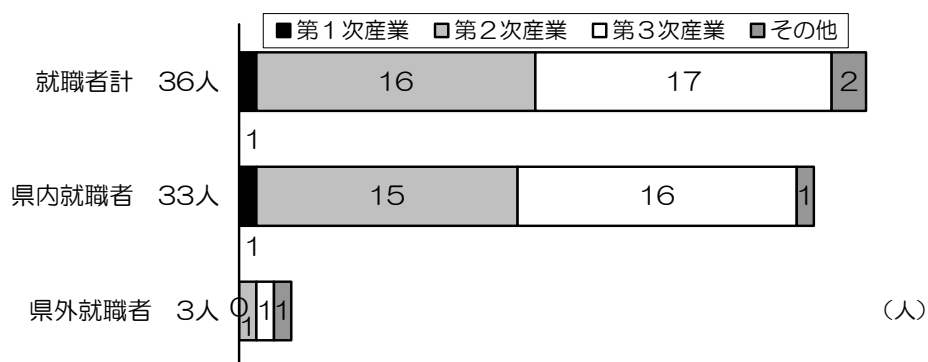 ■第１次産業 □第２次産業 □第３次産業 ■その他
就職者計 36人 16 17 2
1
県内就職者 33人 15 16 1
1
県外就職者 3人 0 1 1 1 （人）